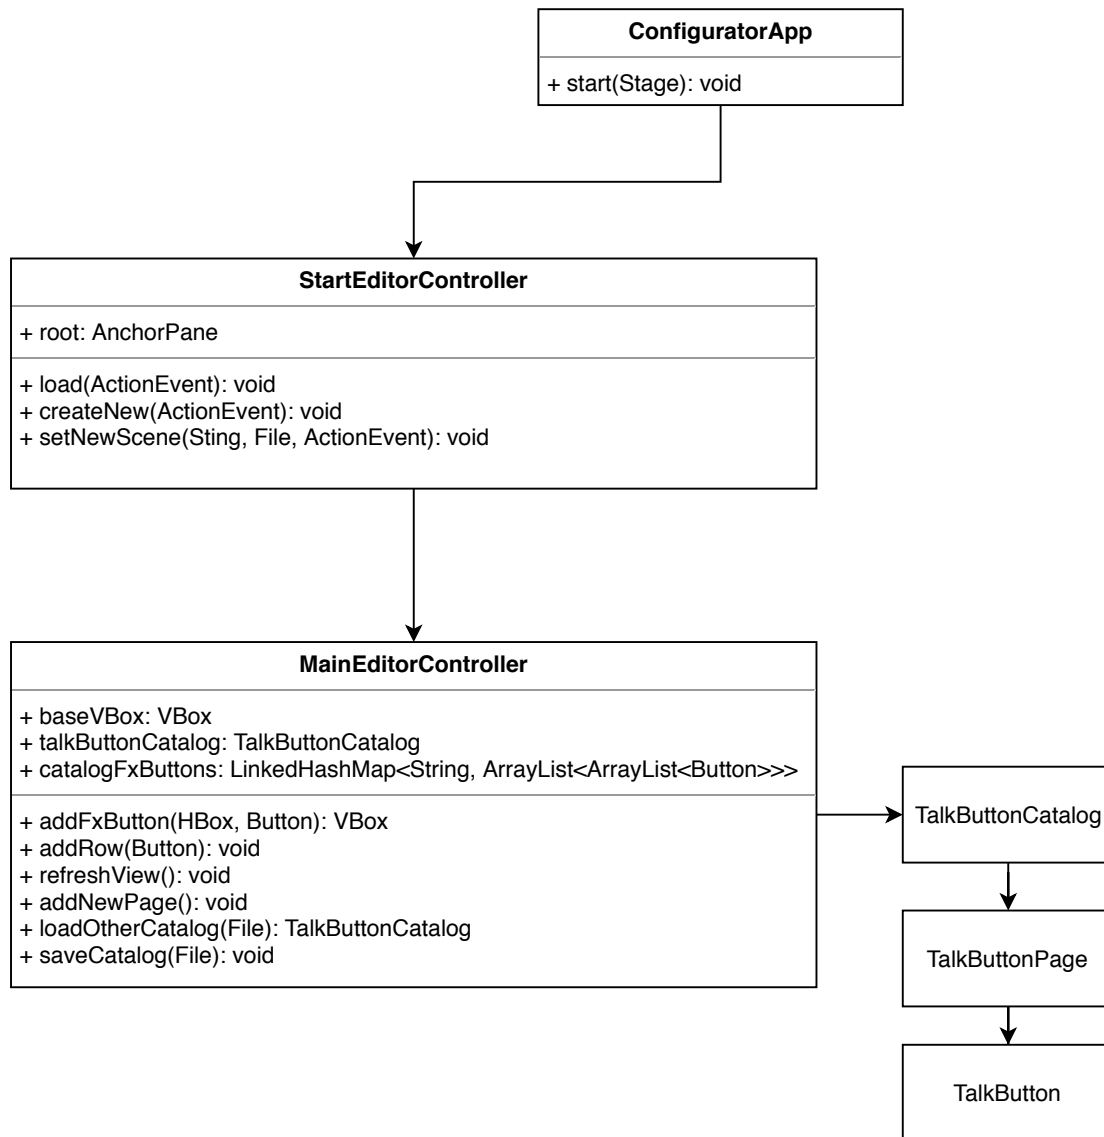 ConfiguratorApp
+ start(Stage): void
StartEditorController
+ root: AnchorPane
+ load(ActionEvent): void
+ createNew(ActionEvent): void
+ setNewScene(Sting, File, ActionEvent): void
MainEditorController
+ baseVBox: VBox
+ talkButtonCatalog: TalkButtonCatalog
+ catalogFxButtons: LinkedHashMap<String, ArrayList<ArrayList<Button>>>
+ addFxButton(HBox, Button): VBox
+ addRow(Button): void
+ refreshView(): void
+ addNewPage(): void
+ loadOtherCatalog(File): TalkButtonCatalog
+ saveCatalog(File): void
TalkButtonCatalog
TalkButtonPage
TalkButton